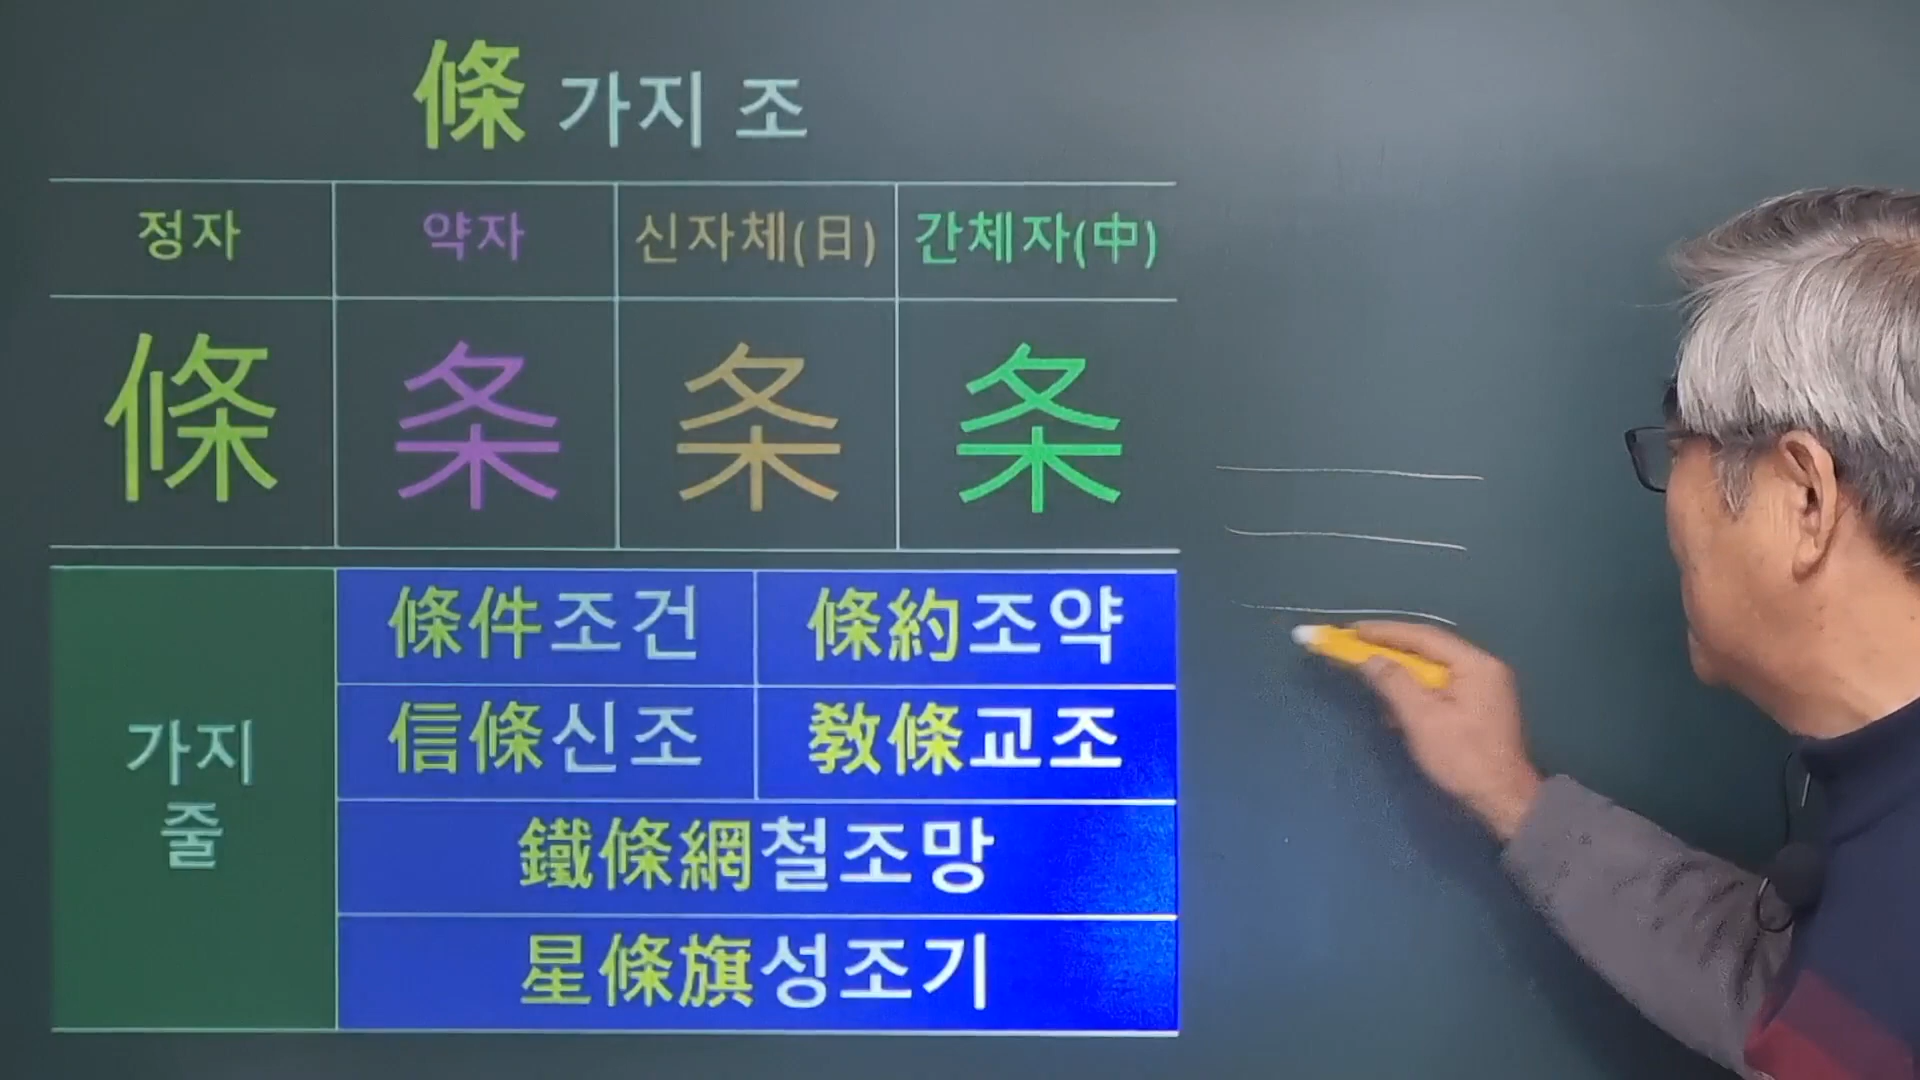 條 가지 조
정자 약자 신자체(日) 간체자(中)
條 条 条 条
가지
줄
條件조건 條約조약
信條신조 敎條교조
鐵條網철조망
星條旗성조기